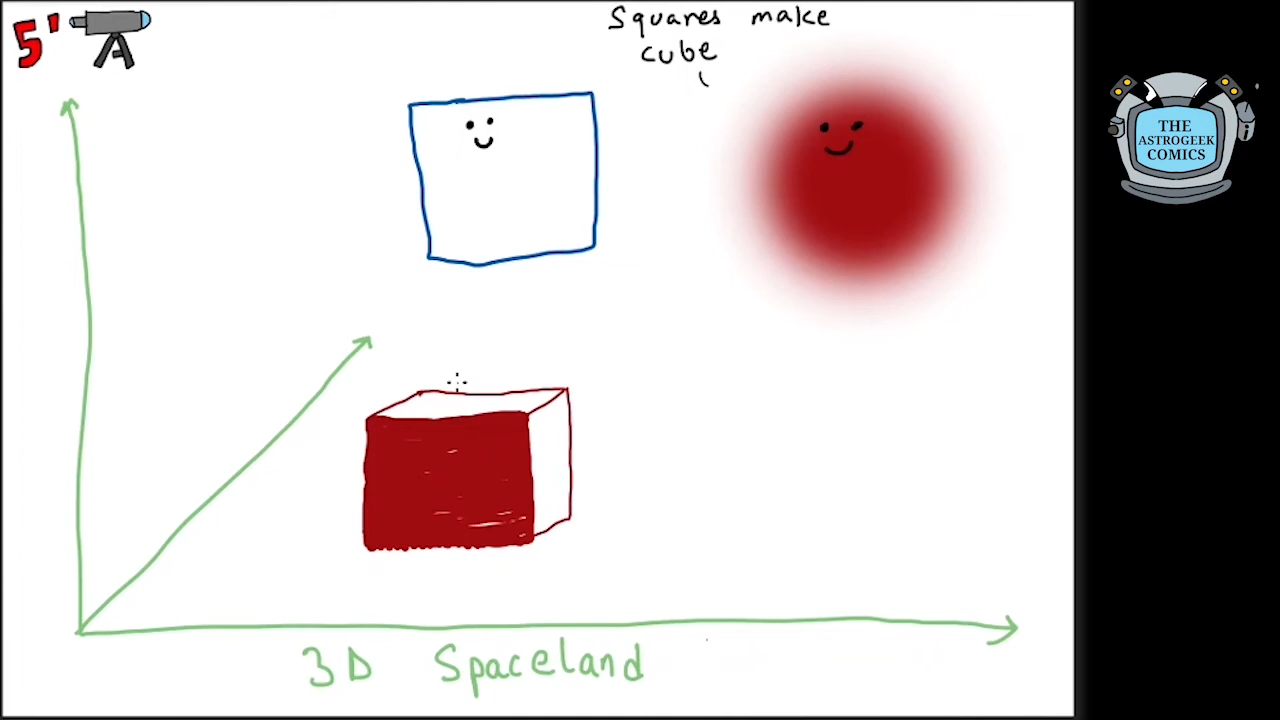 5'
Squares make
cube
THE
ASTROGEEK
COMICS
3D Spaceland